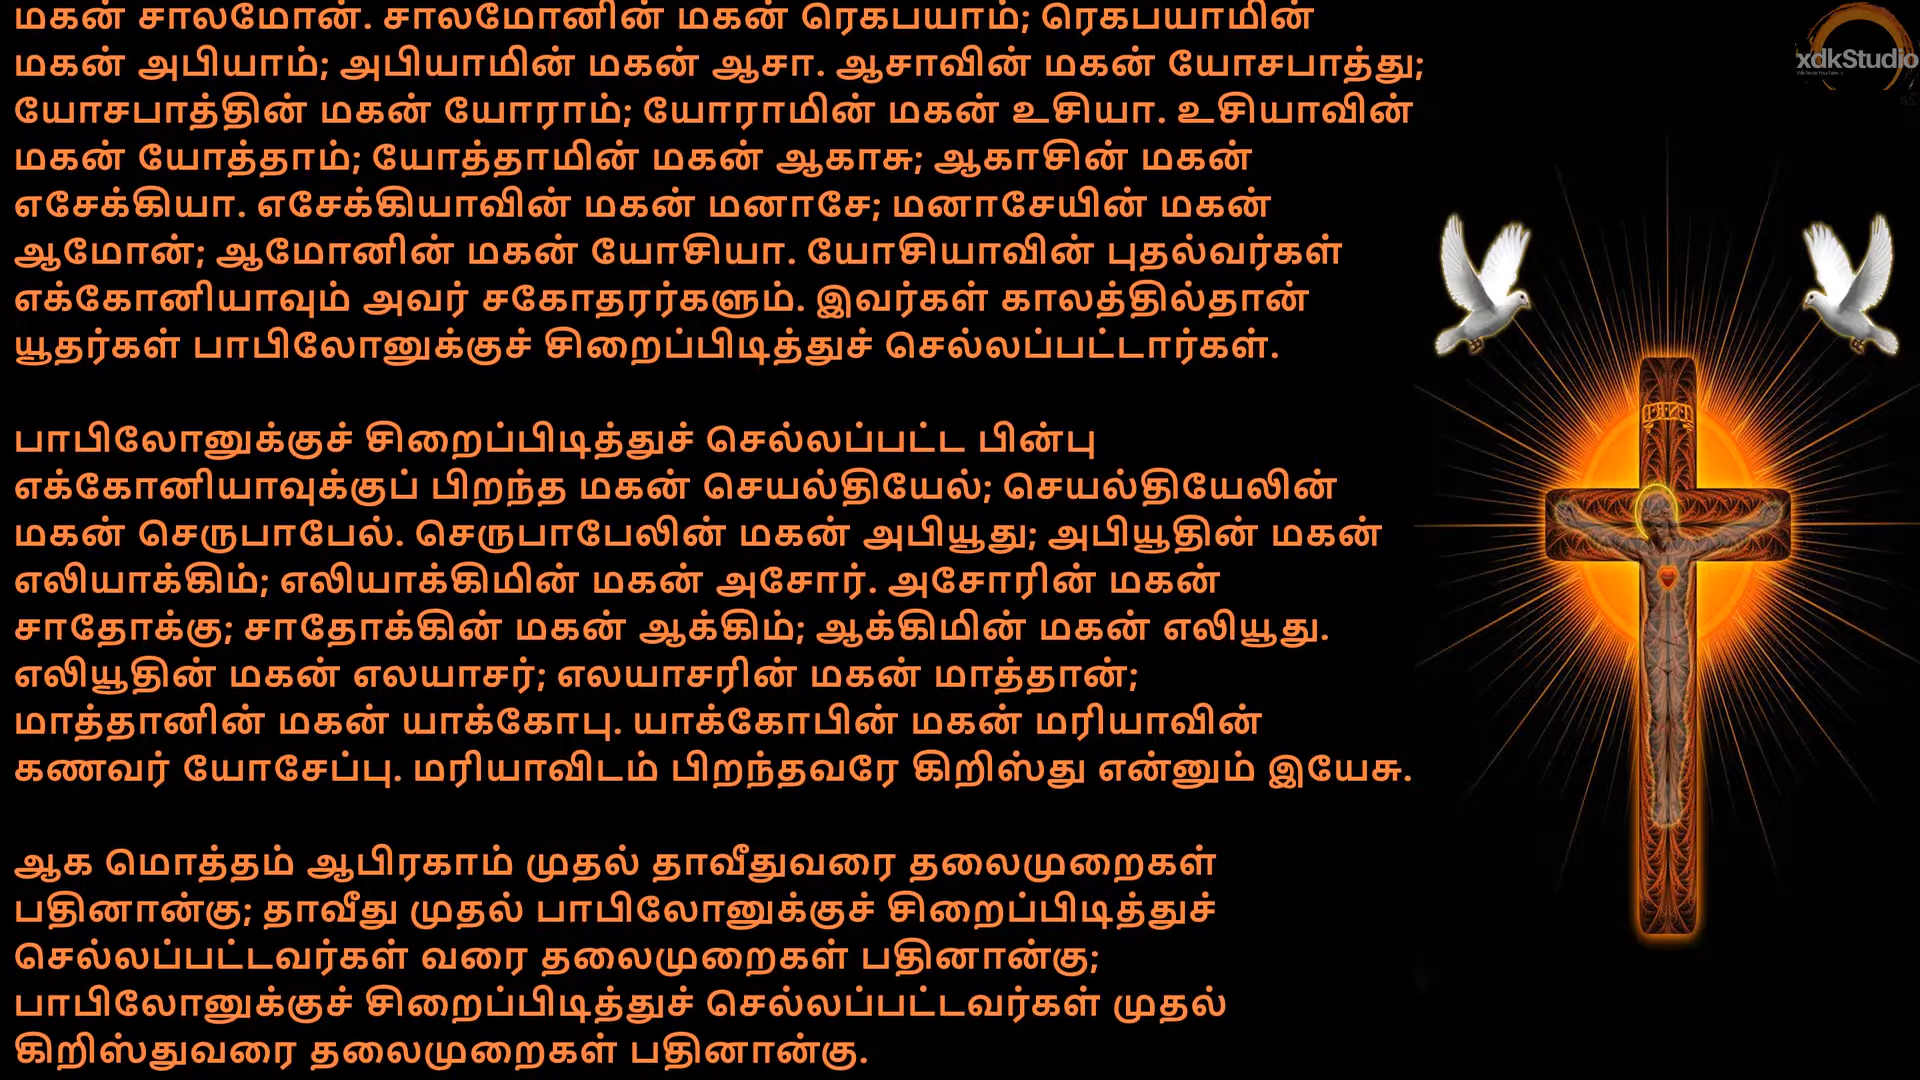 மகன் சாலமோன். சாலமோனின் மகன் ரெகபயாம்; ரெகபயாமின்
மகன் அபியாம்; அபியாமின் மகன் ஆசா. ஆசாவின் மகன் யோசபாத்து;
யோசபாத்தின் மகன் யோராம்; யோராமின் மகன் உசியா. உசியாவின்
மகன் யோத்தாம்; யோத்தாமின் மகன் ஆகாசு; ஆகாசின் மகன்
எசேக்கியா. எசேக்கியாவின் மகன் மனாசே; மனாசேயின் மகன்
ஆமோன்; ஆமோனின் மகன் யோசியா. யோசியாவின் புதல்வர்கள்
எக்கோனியாவும் அவர் சகோதரர்களும். இவர்கள் காலத்தில்தான்
யூதர்கள் பாபிலோனுக்குச் சிறைப்பிடித்துச் செல்லப்பட்டார்கள்.
பாபிலோனுக்குச் சிறைப்பிடித்துச் செல்லப்பட்ட பின்பு
எக்கோனியாவுக்குப் பிறந்த மகன் செயல்தியேல்; செயல்தியேலின்
மகன் செருபாபேல். செருபாபேலின் மகன் அபியூது; அபியூதின் மகன்
எலியாக்கிம்; எலியாக்கிமின் மகன் அசோர். அசோரின் மகன்
சாதோக்கு; சாதோக்கின் மகன் ஆக்கிம்; ஆக்கிமின் மகன் எலியூது.
எலியூதின் மகன் எலயாசர்; எலயாசரின் மகன் மாத்தான்;
மாத்தானின் மகன் யாக்கோபு. யாக்கோபின் மகன் மரியாவின்
கணவர் யோசேப்பு. மரியாவிடம் பிறந்தவரே கிறிஸ்து என்னும் இயேசு.
ஆக மொத்தம் ஆபிரகாம் முதல் தாவீதுவரை தலைமுறைகள்
பதினான்கு; தாவீது முதல் பாபிலோனுக்குச் சிறைப்பிடித்துச்
செல்லப்பட்டவர்கள் வரை தலைமுறைகள் பதினான்கு;
பாபிலோனுக்குச் சிறைப்பிடித்துச் செல்லப்பட்டவர்கள் முதல்
கிறிஸ்துவரை தலைமுறைகள் பதினான்கு.
xdkStudio